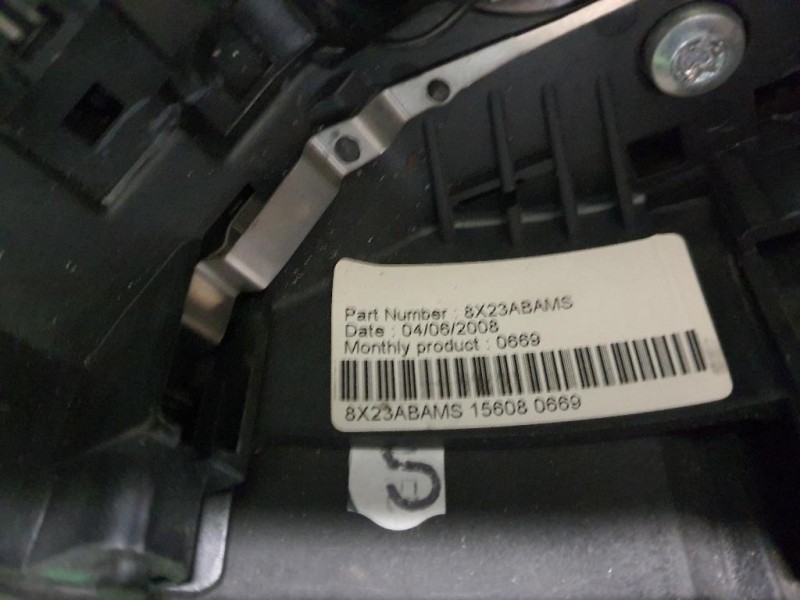 Part Number : 8X23ABAMS
Date : 04/06/2008
Monthly product : 0669
8X23ABAMS 15608 0669